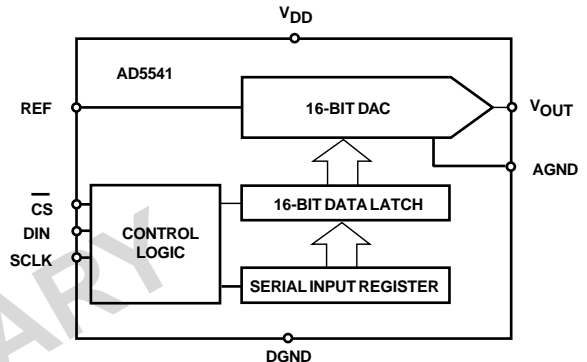 VDD
AD5541
REF
16-BIT DAC
VOUT
AGND
CS
16-BIT DATA LATCH
DIN
CONTROL
LOGIC
SCLK
SERIAL INPUT REGISTER
ARY
DGND